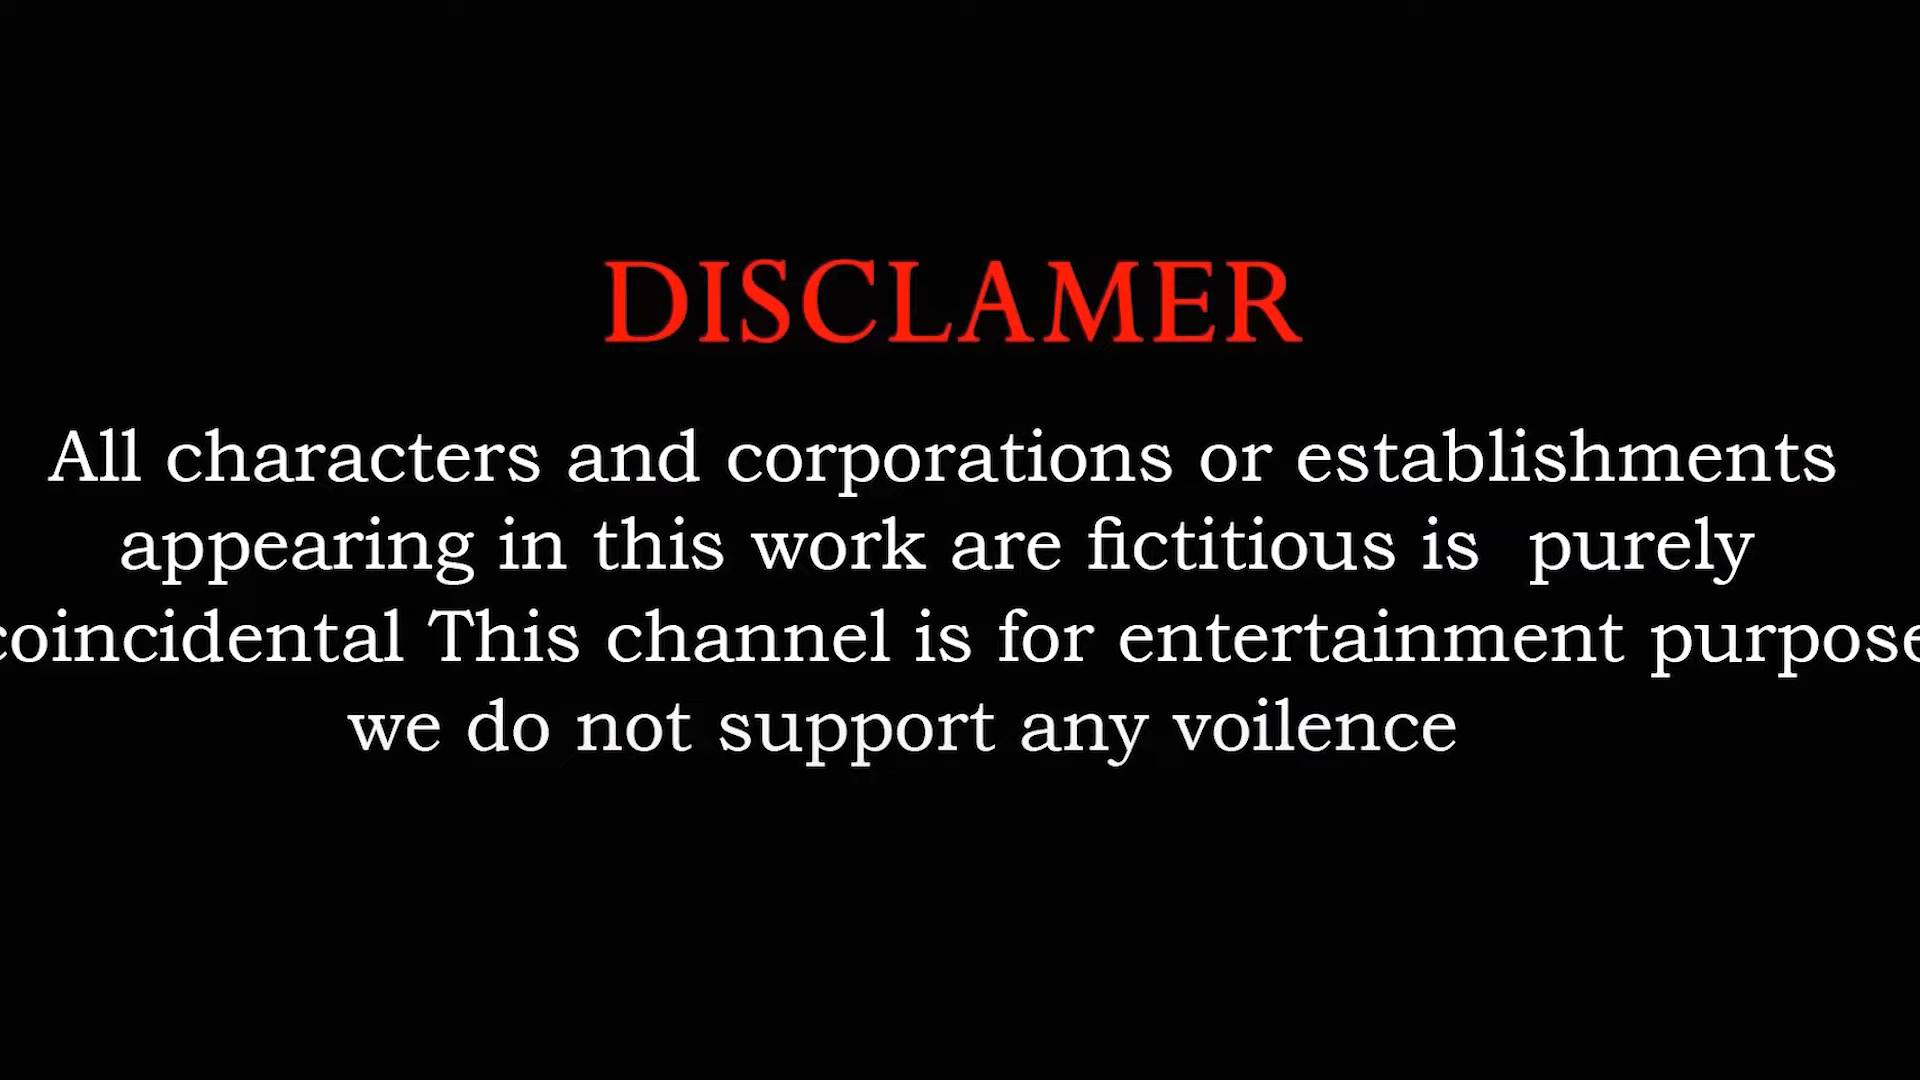 DISCLAMER
All characters and corporations or establishments
appearing in this work are fictitious is purely
coincidental This channel is for entertainment purpose
we do not support any voilence